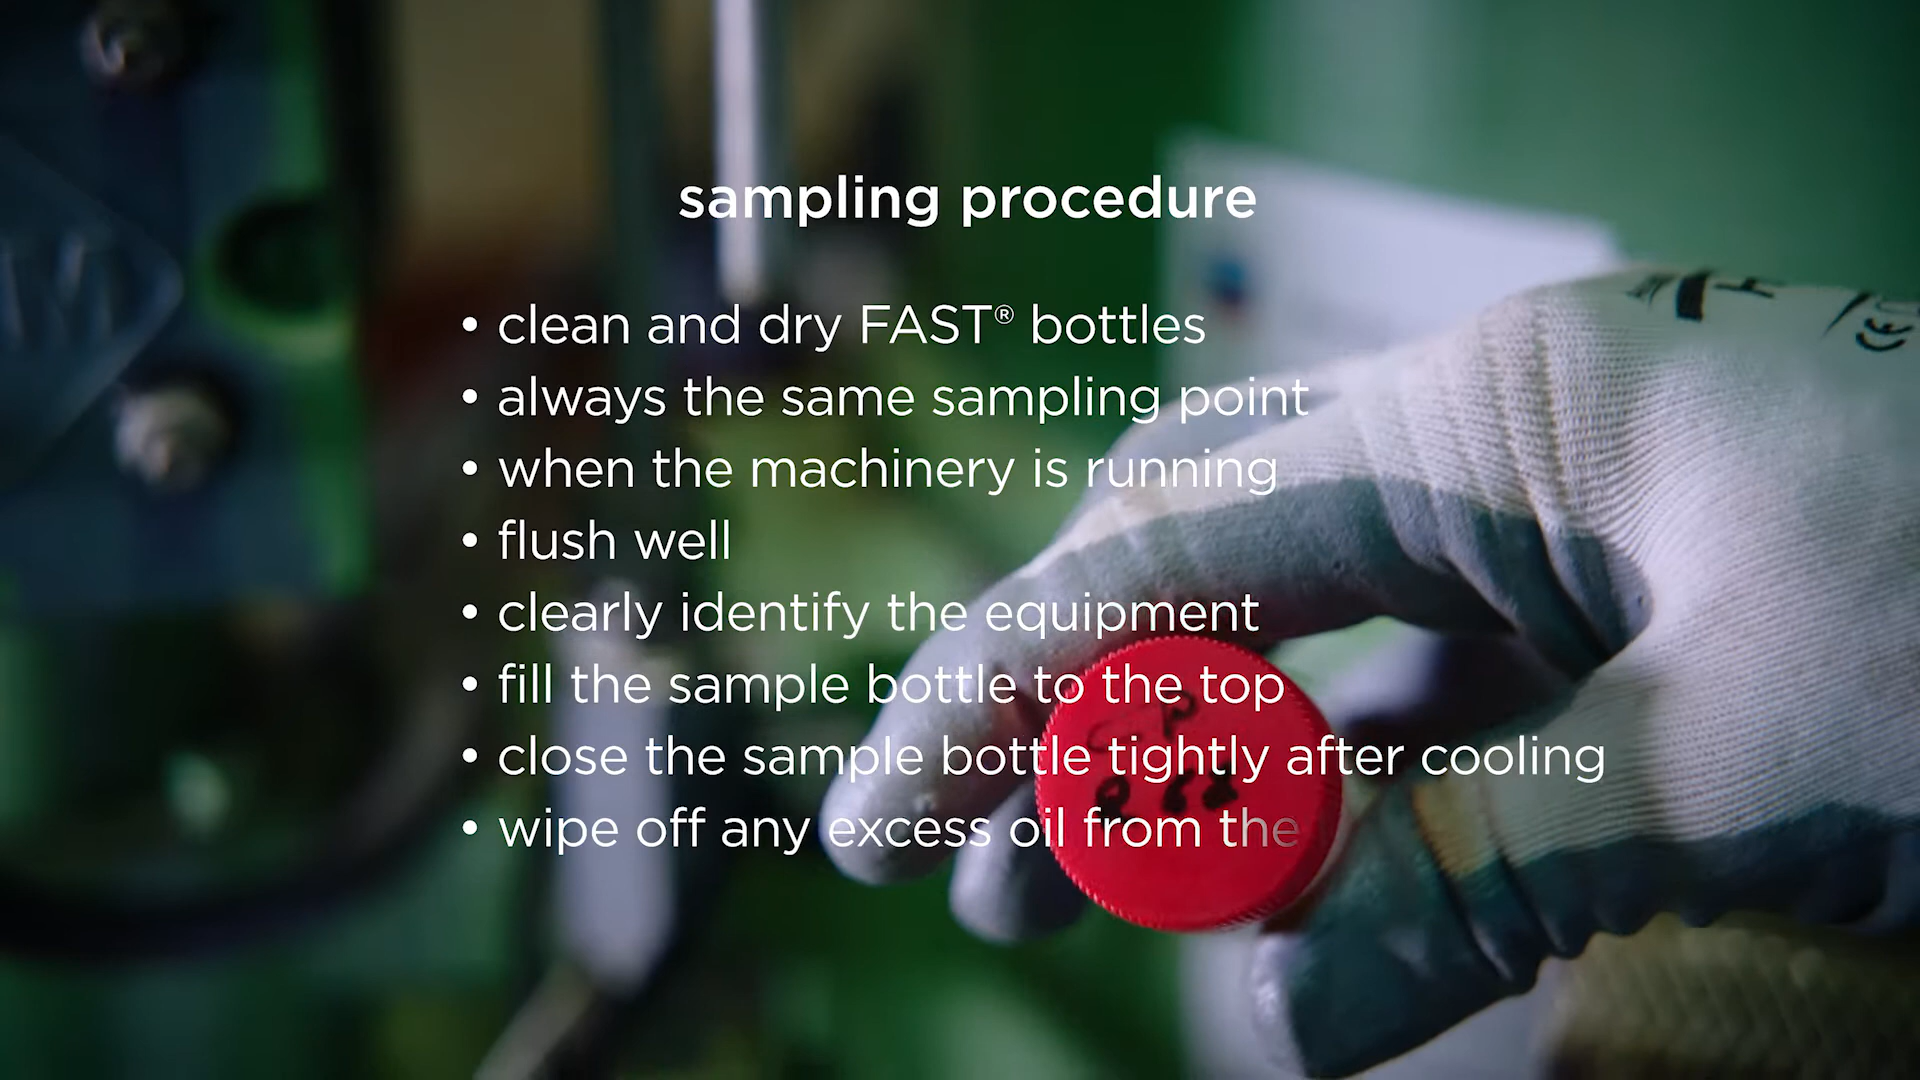 sampling procedure
• clean and dry FAST® bottles
• always the same sampling point
• when the machinery is running
• flush well
• clearly identify the equipment
• fill the sample bottle to the top
• close the sample bottle tightly after cooling
• wipe off any excess oil from the